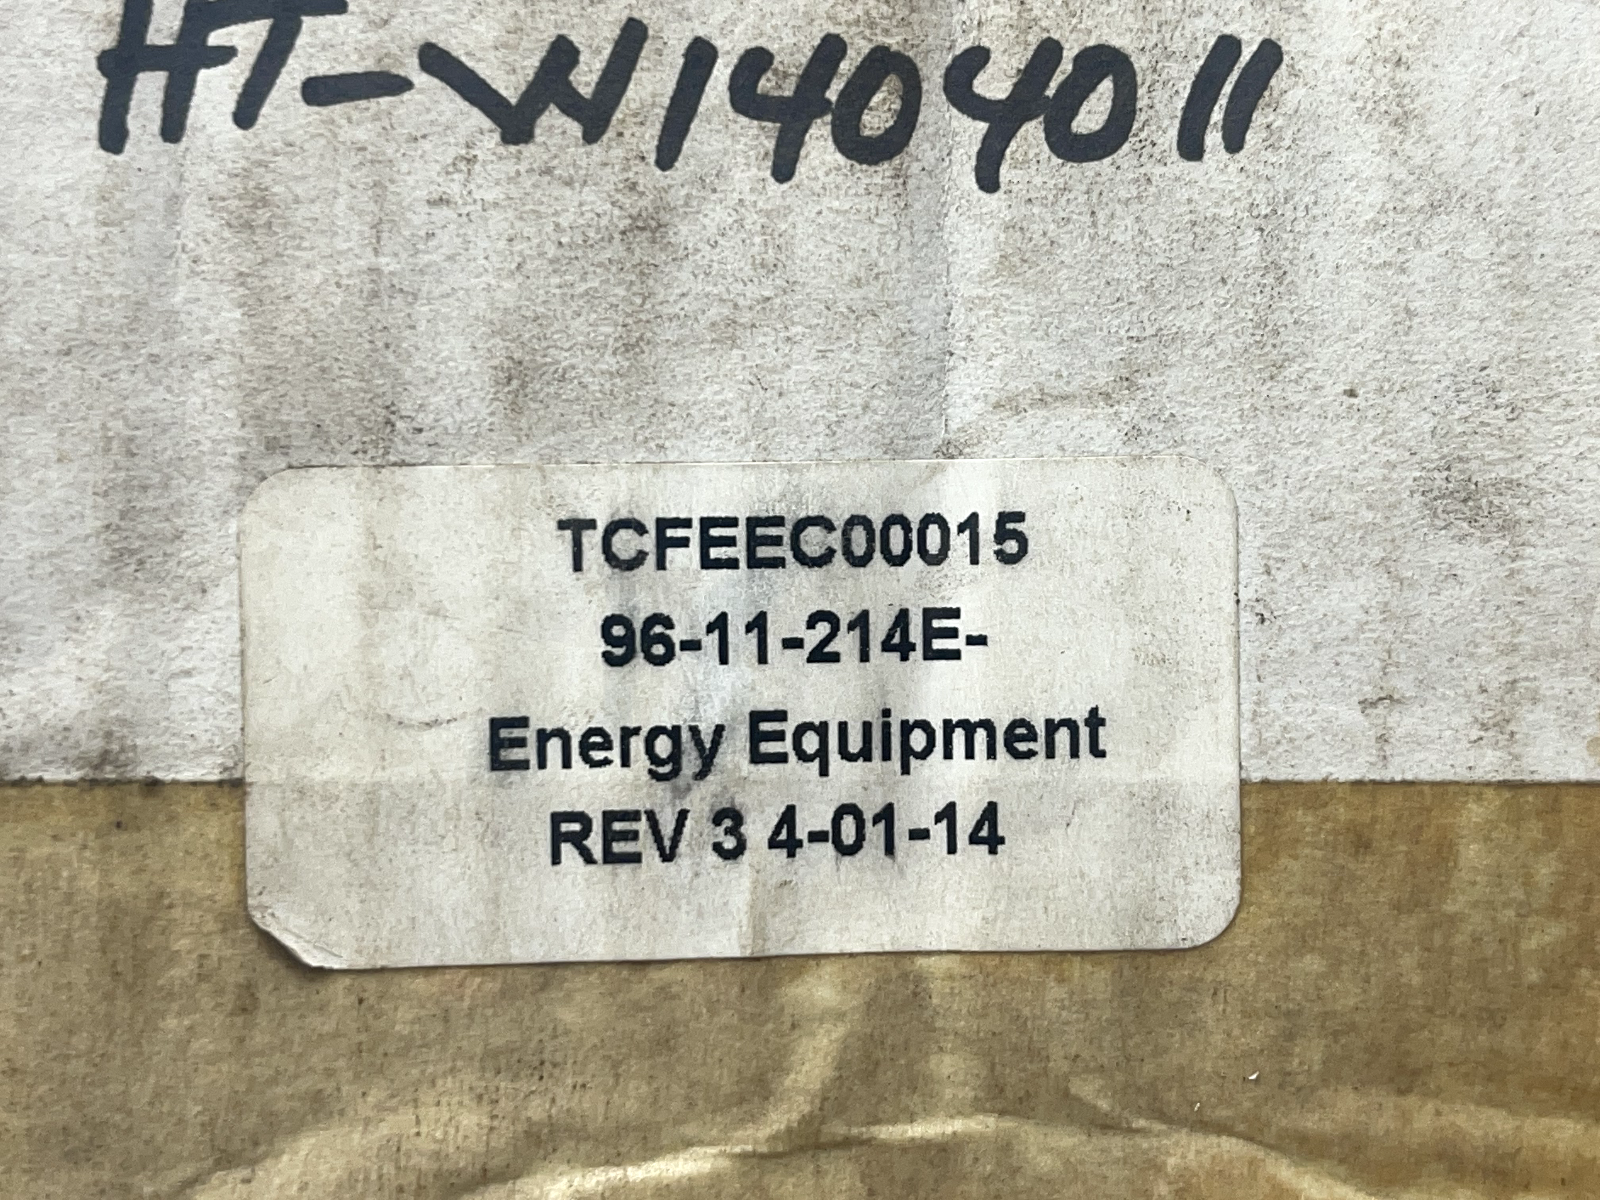 HT-W1404011
TCFEEC00015
96-11-214E-
Energy Equipment
REV 3 4-01-14